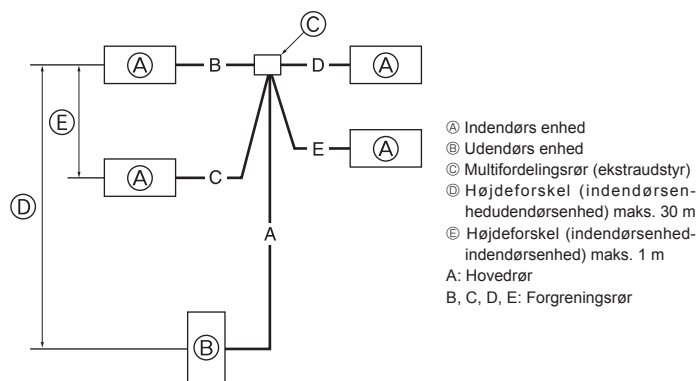 Ⓒ
Ⓐ B D Ⓐ
Ⓔ
Ⓐ C E Ⓐ
Ⓓ
A
Ⓑ
Ⓐ Indendørs enhed
Ⓑ Udendørs enhed
Ⓒ Multifordelingsrør (ekstraudstyr)
Ⓓ Højdeforskel (indendørsen-
hedudendørsenhed) maks. 30 m
Ⓔ Højdeforskel (indendørsenhed-
indendørsenhed) maks. 1 m
A: Hovedrør
B, C, D, E: Forgreningsrør